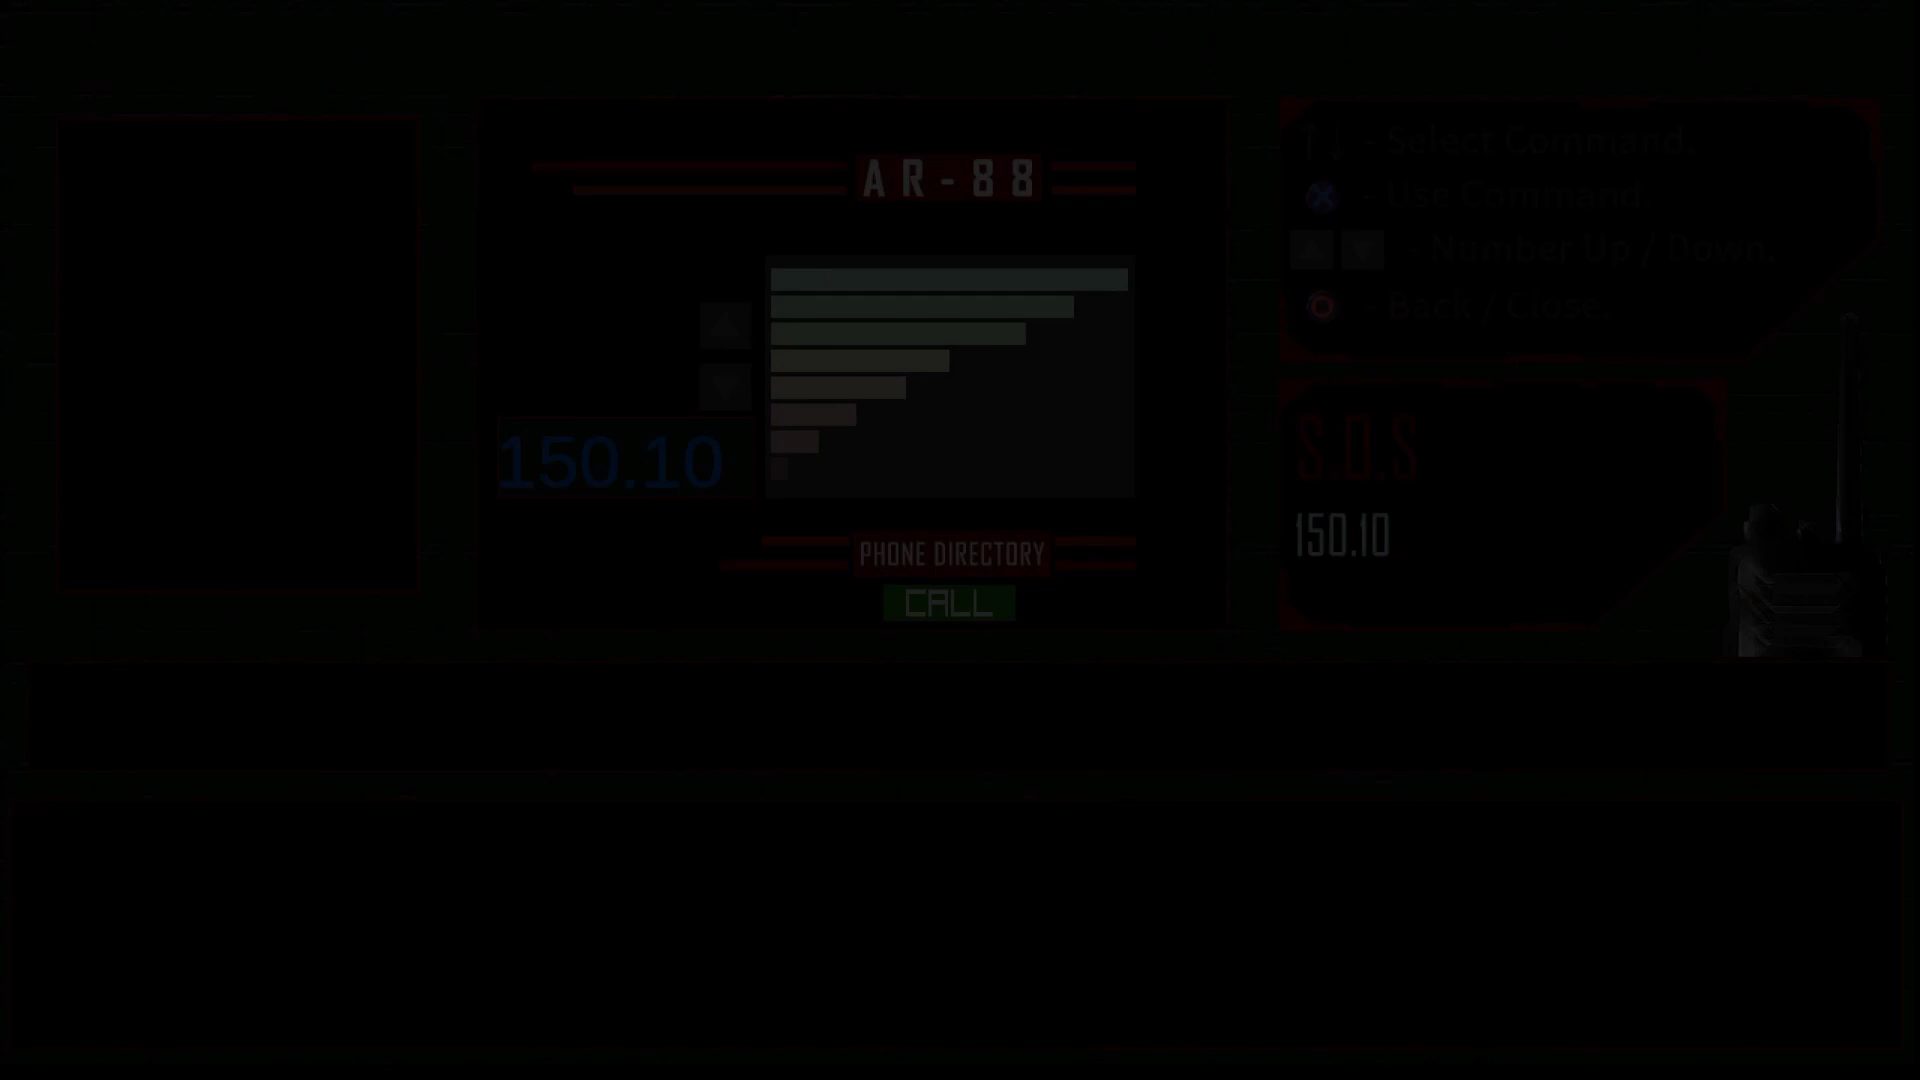 AR-88
150.10
PHONE DIRECTORY
CALL
↑ ↓ - Select Command.
- Use Command.
- Number Up / Down.
- Back / Close.
S.O.S
150.10